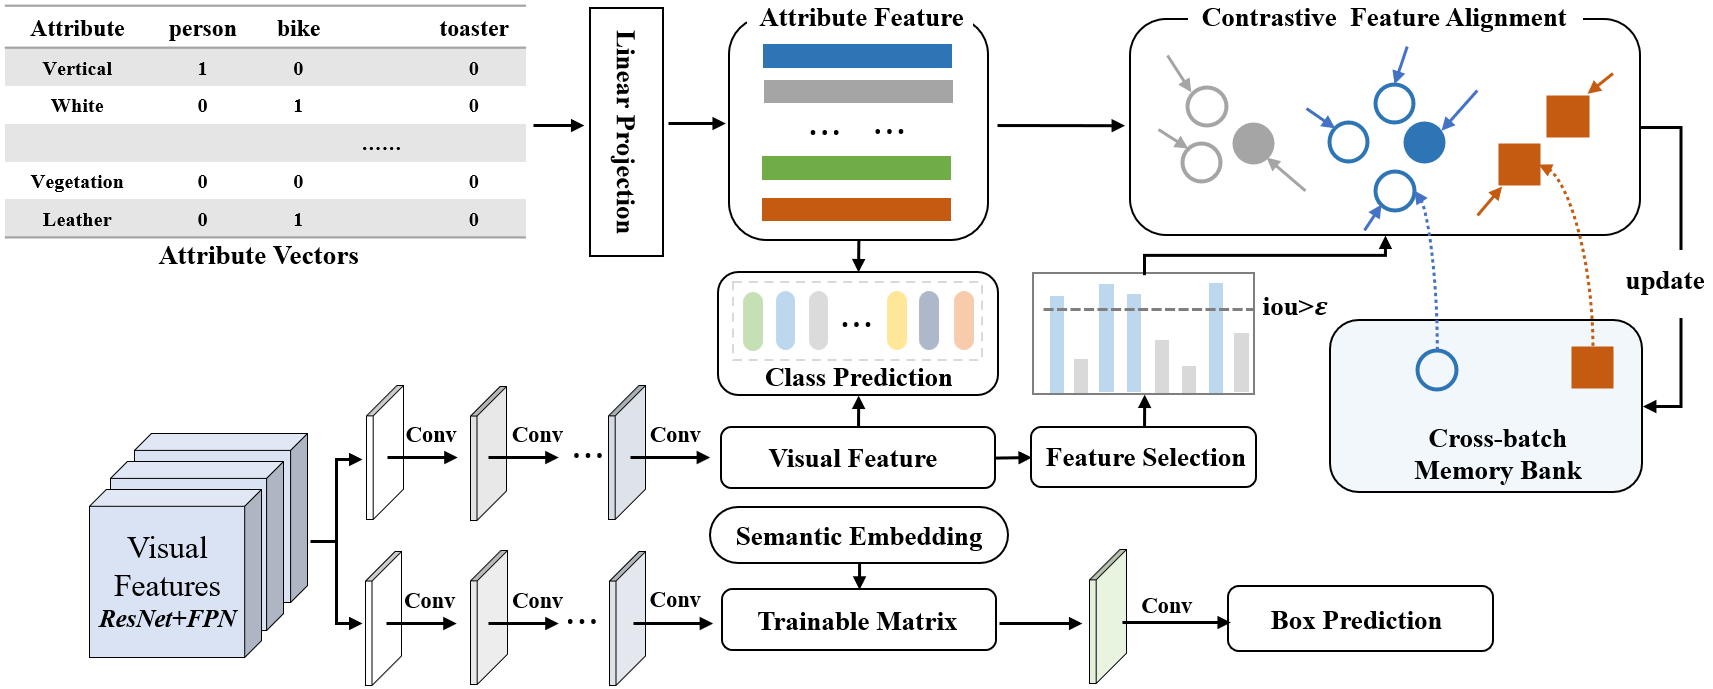 Attribute person bike toaster
Vertical 1 0 0
White 0 1 0
......
Vegetation 0 0 0
Leather 0 1 0
Attribute Vectors
Linear Projection
Attribute Feature
... ...
Contrastive Feature Alignment
update
iou>ε
...
Class Prediction
Cross-batch
Memory Bank
Conv Conv ... Conv
Visual Feature
Feature Selection
Visual
Features
ResNet+FPN
Semantic Embedding
Conv Conv ... Conv
Trainable Matrix
Conv
Box Prediction